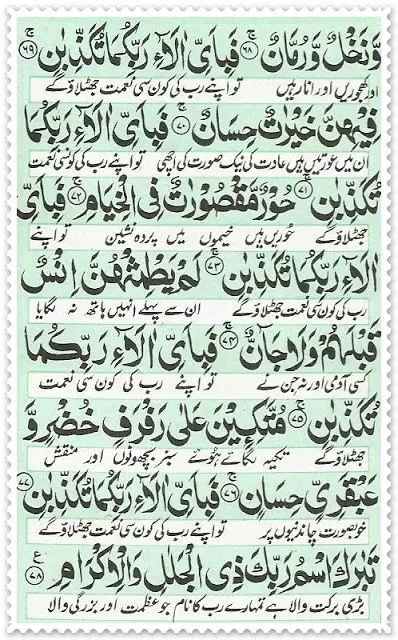 وَّنَخْلٌ وَّرُمَّانٌ ۝۶۸ۚ فَبِاَيِّ اٰلَآءِ رَبِّكُمَا تُكَذِّبٰنِ ۝۶۹ۚ
اور کھجوریں اور انار ہیں تو اپنے رب کی کون سی نعمت جھٹلاؤ گے
فِيْهِنَّ خَيْرٰتٌ حِسَانٌ ۝۷۰ۚ فَبِاَيِّ اٰلَآءِ رَبِّكُمَا
ان میں عورتیں ہیں عادت کی نیک صورت کی اچھی تو اپنے رب کی کونسی نعمت
تُكَذِّبٰنِ ۝۷۱ۚ حُوْرٌ مَّقْصُوْرٰتٌ فِي الْخِيَامِ ۝۷۲ۚ فَبِاَيِّ
جھٹلاؤ گے حوریں ہیں خیموں میں پردہ نشین تو اپنے
اٰلَآءِ رَبِّكُمَا تُكَذِّبٰنِ ۝۷۳ۚ لَمْ يَطْمِثْهُنَّ اِنْسٌ
رب کی کون سی نعمت جھٹلاؤ گے ان سے پہلے انہیں ہاتھ نہ لگایا
قَبْلَهُمْ وَلَا جَآنٌّ ۝۷۴ۚ فَبِاَيِّ اٰلَآءِ رَبِّكُمَا
کسی آدمی اور نہ جن نے تو اپنے رب کی کون سی نعمت
تُكَذِّبٰنِ ۝۷۵ۚ مُتَّكِـِٕيْنَ عَلٰى رَفْرَفٍ خُضْرٍ وَّ
جھٹلاؤ گے تکیہ لگائے ہوئے سبز بچھونوں اور منقش
عَبْقَرِيٍّ حِسَانٍ ۝۷۶ۚ فَبِاَيِّ اٰلَآءِ رَبِّكُمَا تُكَذِّبٰنِ ۝۷۷
خوبصورت چاندنیوں پر تو اپنے رب کی کون سی نعمت جھٹلاؤ گے
تَبٰرَكَ اسْمُ رَبِّكَ ذِي الْجَلٰلِ وَالْاِكْرَامِ ۝۷۸ۧ
بڑی برکت والا ہے تمہارے رب کا نام جو عظمت اور بزرگی والا